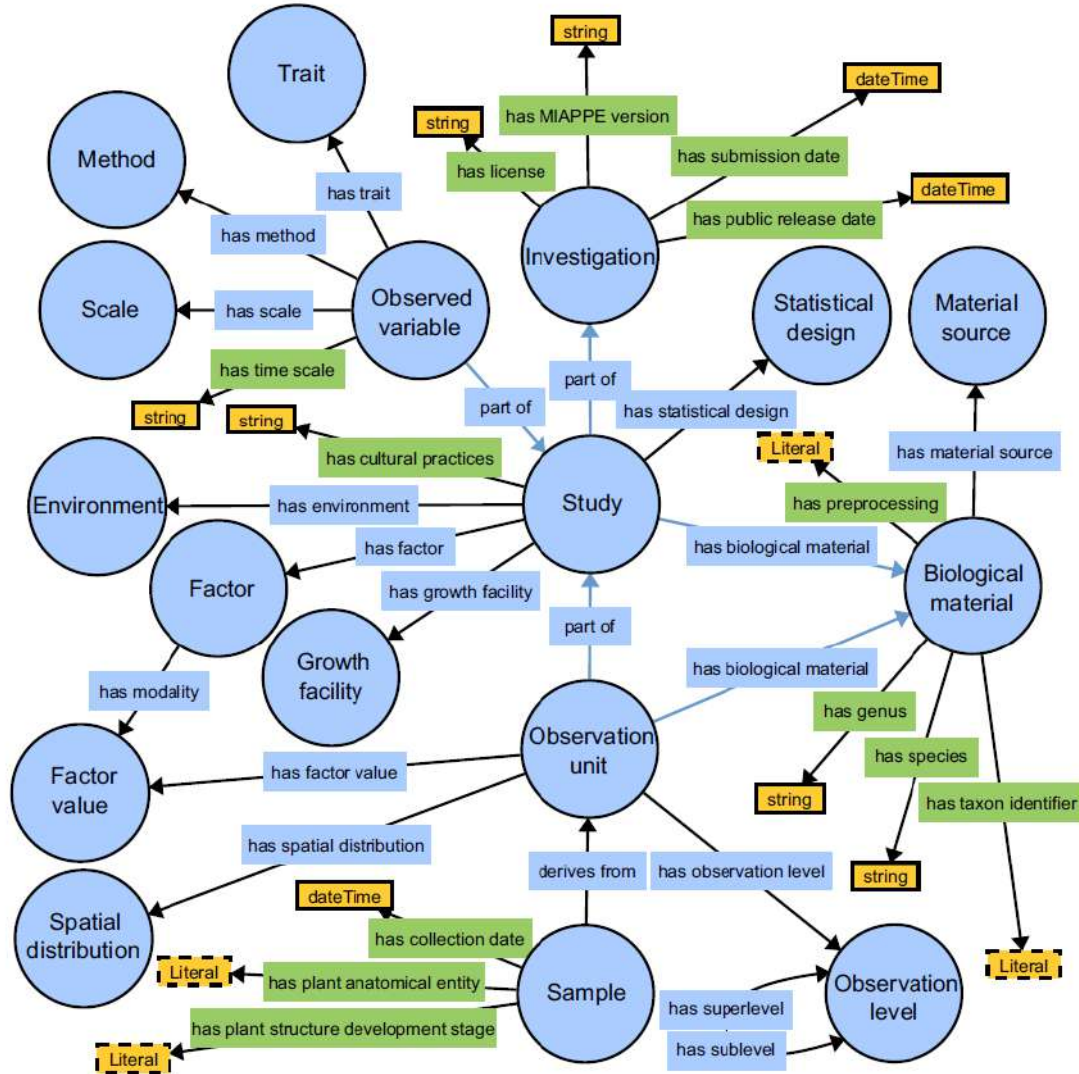 string
Trait
dateTime
string
has MIAPPE version
Method
has submission date
has license
has trait
dateTime
has public release date
has method
Investigation
Scale
has scale
Observed
variable
Statistical
design
Material
source
has time scale
part of
part of
has statistical design
string
string
Literal
has material source
has cultural practices
has preprocessing
Environment
has environment
Study
has factor
has biological material
Factor
has growth facility
Biological
material
part of
Growth
facility
has biological material
has modality
has genus
Observation
unit
has species
Factor
value
has factor value
string
has taxon identifier
has spatial distribution
derives from
has observation level
string
dateTime
Spatial
distribution
has collection date
Literal
has plant anatomical entity
Sample
Literal
has superlevel
Observation
level
has plant structure development stage
has sublevel
Literal